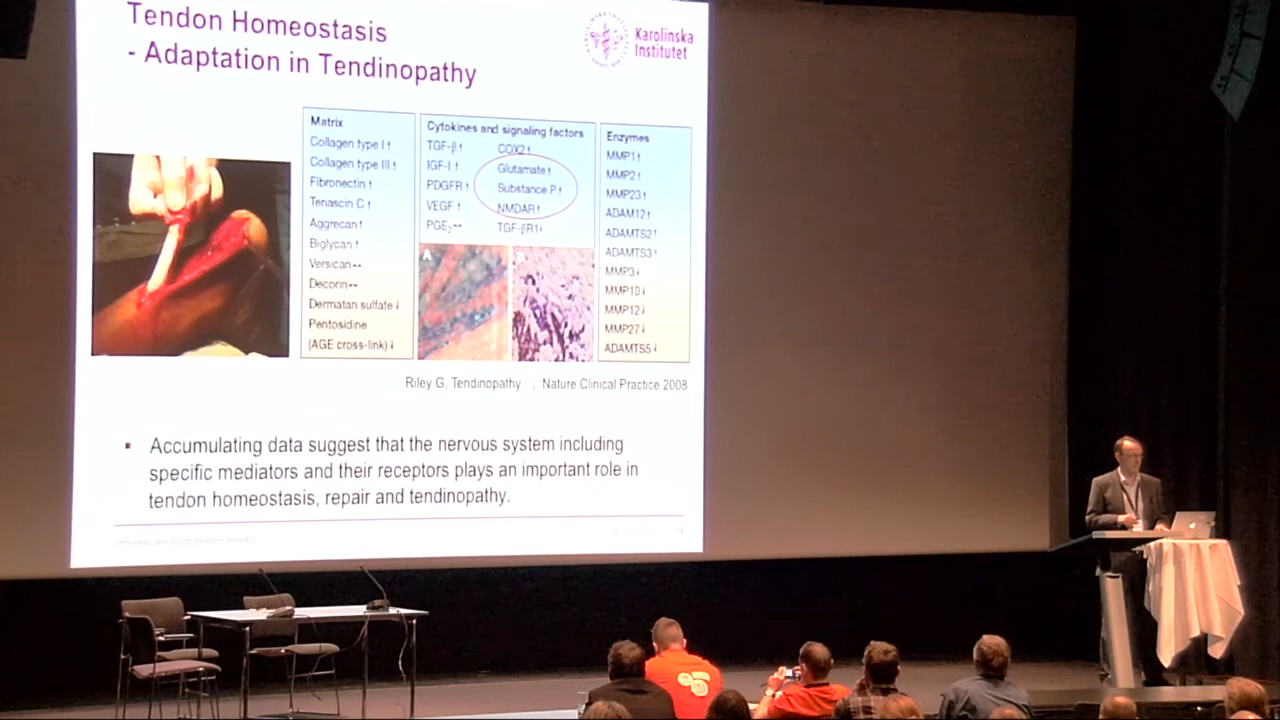 Tendon Homeostasis
- Adaptation in Tendinopathy
Karolinska
Institutet
Matrix
Collagen type I↑
Collagen type III↑
Fibronectin↑
Tenascin C↑
Aggrecan↑
Biglycan↑
Versican↔
Decorin↔
Dermatan sulfate↓
Pentosidine
(AGE cross-link)↓
Cytokines and signaling factors
TGF-β↑
IGF-I↑
PDGFR↑
VEGF↑
PGE₂↔
COX2↑
Glutamate↑
Substance P↑
NMDAR↑
TGF-βR1↓
A
Enzymes
MMP1↑
MMP2↑
MMP23↑
ADAM12↑
ADAMTS2↑
ADAMTS3↑
MMP3↓
MMP10↓
MMP12↓
MMP27↓
ADAMTS5↓
Riley G, Tendinopathy , Nature Clinical Practice 2008
▪ Accumulating data suggest that the nervous system including
specific mediators and their receptors plays an important role in
tendon homeostasis, repair and tendinopathy.